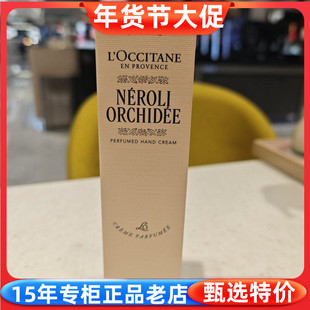 年货节大促
L'OCCITANE
EN PROVENCE
NÉROLI
ORCHIDÉE
PERFUMED HAND CREAM
CRÈME PARFUMÉE
15年专柜正品老店
甄选特价